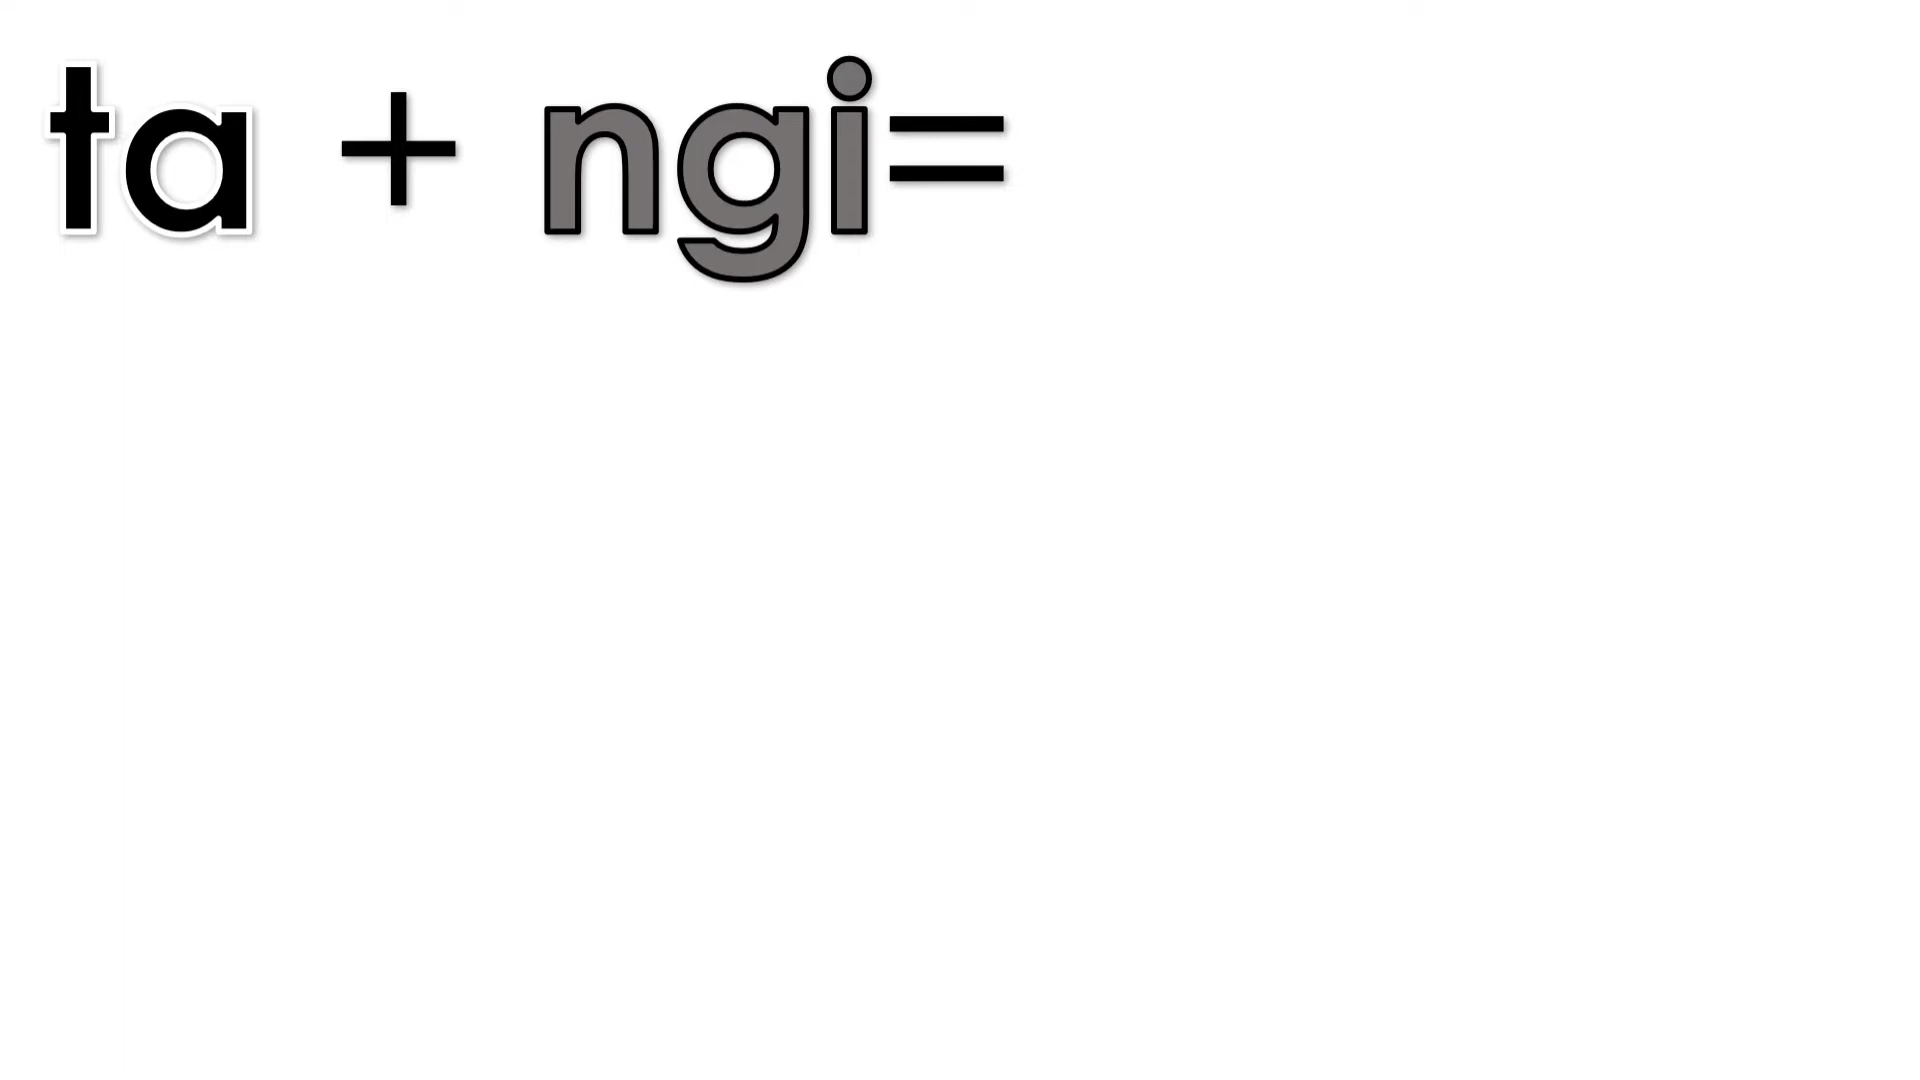 ta + ngi=